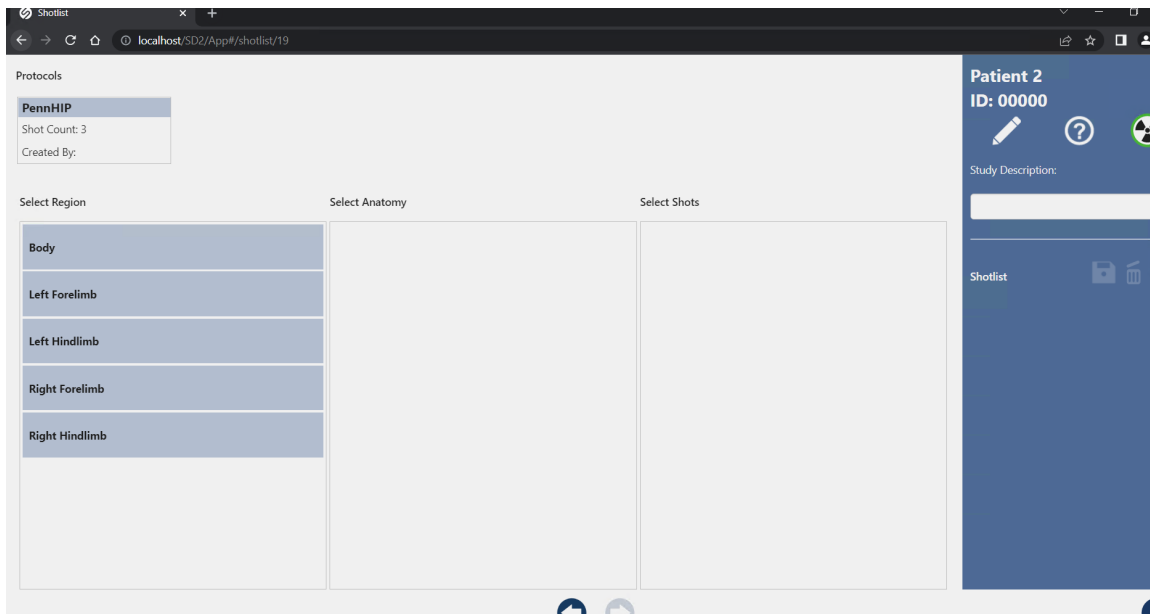 Shotlist
localhost/SD2/App#/shotlist/19
Protocols
PennHIP
Shot Count: 3
Created By:
Select Region
Select Anatomy
Select Shots
Body
Left Forelimb
Left Hindlimb
Right Forelimb
Right Hindlimb
Patient 2
ID: 00000
Study Description:
Shotlist